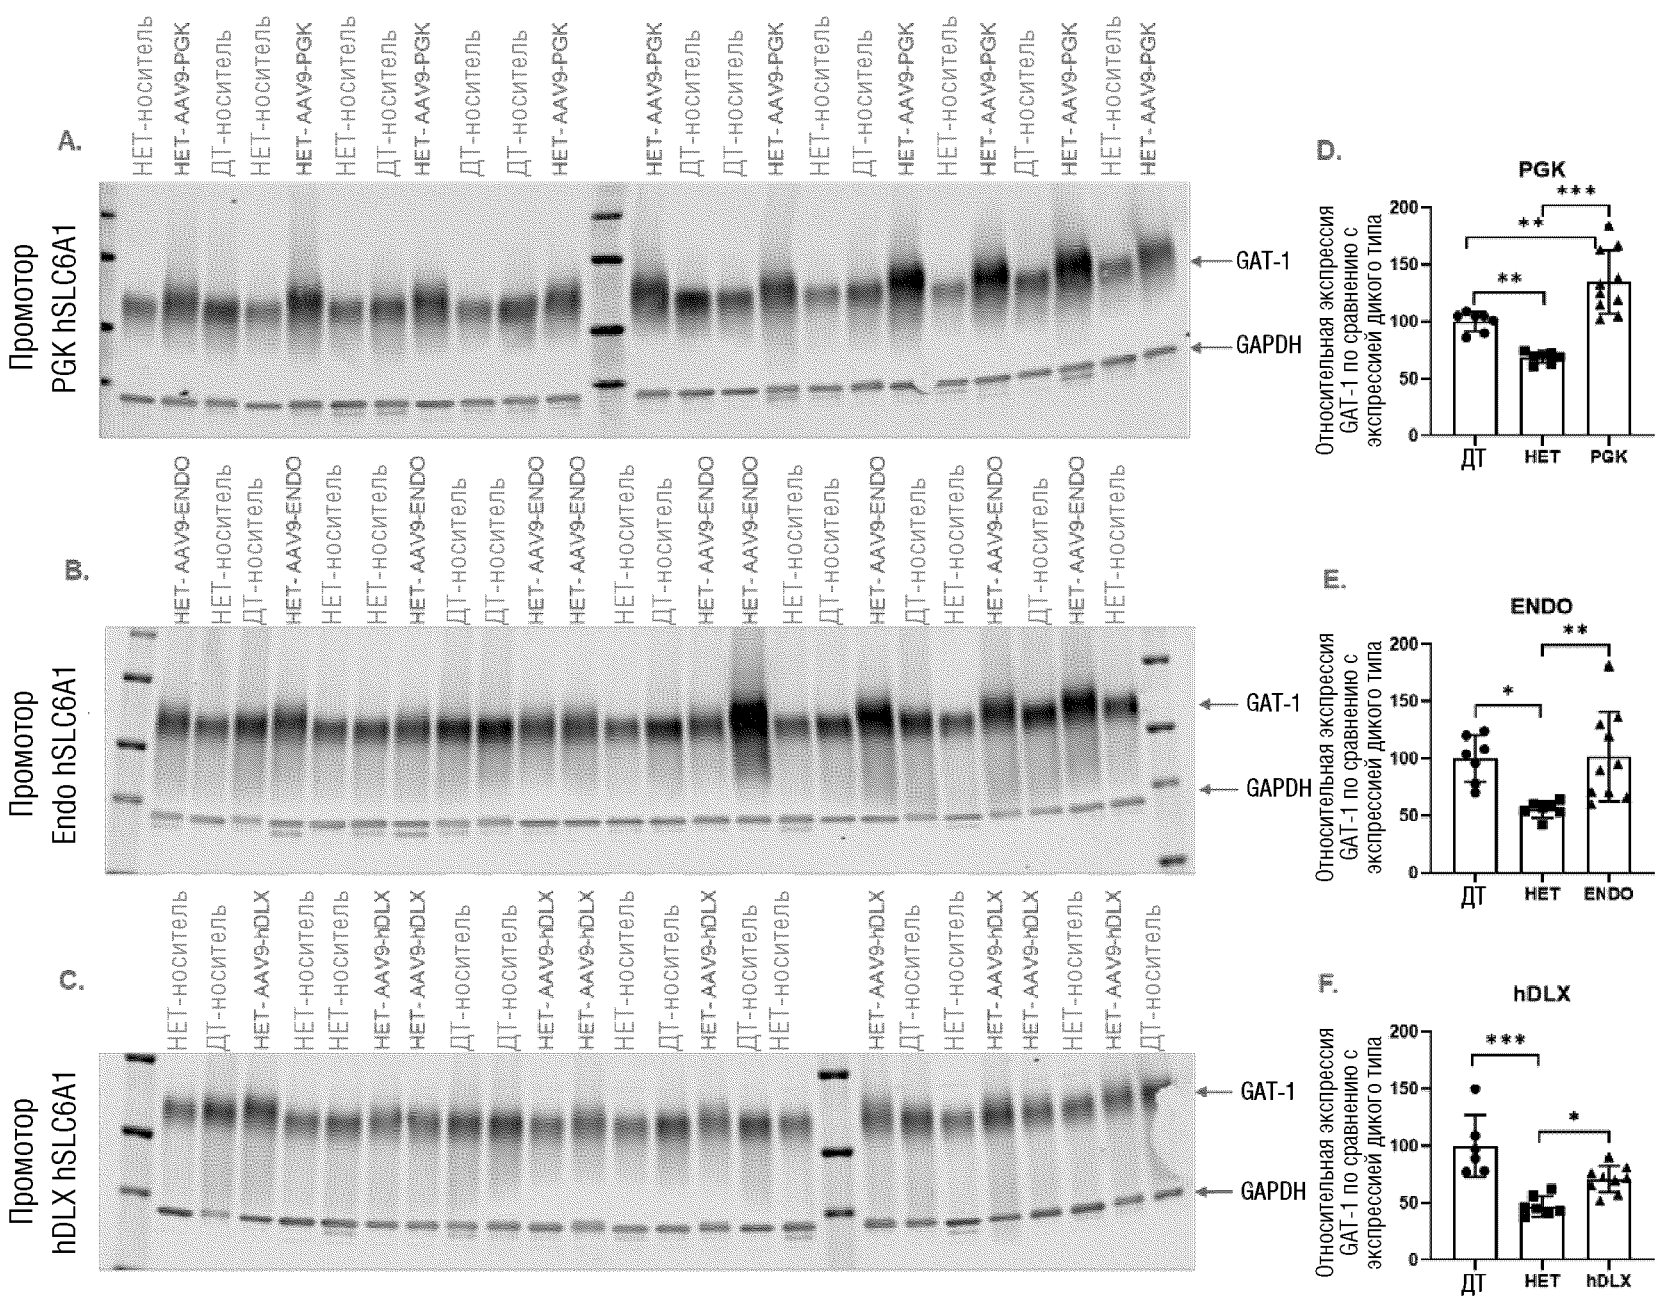 A.
НЕТ-носитель
НЕТ- AAV9-PGK
ДТ-носитель
НЕТ-носитель
НЕТ- AAV9-PGK
НЕТ-носитель
ДТ-носитель
НЕТ- AAV9-PGK
ДТ-носитель
ДТ-носитель
НЕТ- AAV9-PGK
НЕТ- AAV9-PGK
ДТ-носитель
ДТ-носитель
НЕТ- AAV9-PGK
НЕТ-носитель
ДТ-носитель
НЕТ- AAV9-PGK
НЕТ-носитель
НЕТ- AAV9-PGK
ДТ-носитель
НЕТ- AAV9-PGK
НЕТ-носитель
НЕТ- AAV9-PGK
Промотор
PGK hSLC6A1
GAT-1
GAPDH
D.
PGK
***
**
**
Относительная экспрессия
GAT-1 по сравнению с
экспрессией дикого типа
200
150
100
50
0
ДТ
HET
PGK
B.
НЕТ- AAV9-ENDO
НЕТ-носитель
ДТ-носитель
НЕТ- AAV9-ENDO
НЕТ-носитель
НЕТ-носитель
НЕТ- AAV9-ENDO
ДТ-носитель
ДТ-носитель
НЕТ- AAV9-ENDO
НЕТ- AAV9-ENDO
НЕТ-носитель
ДТ-носитель
НЕТ- AAV9-ENDO
НЕТ- AAV9-ENDO
НЕТ-носитель
ДТ-носитель
НЕТ- AAV9-ENDO
ДТ-носитель
НЕТ-носитель
НЕТ- AAV9-ENDO
ДТ-носитель
НЕТ- AAV9-ENDO
НЕТ-носитель
Промотор
Endo hSLC6A1
GAT-1
GAPDH
E.
ENDO
**
*
Относительная экспрессия
GAT-1 по сравнению с
экспрессией дикого типа
200
150
100
50
0
ДТ
HET
ENDO
C.
НЕТ-носитель
ДТ-носитель
НЕТ- AAV9-hDLX
НЕТ-носитель
НЕТ-носитель
НЕТ- AAV9-hDLX
НЕТ- AAV9-hDLX
ДТ-носитель
ДТ-носитель
НЕТ- AAV9-hDLX
НЕТ- AAV9-hDLX
НЕТ-носитель
ДТ-носитель
НЕТ- AAV9-hDLX
ДТ-носитель
НЕТ-носитель
НЕТ- AAV9-hDLX
ДТ-носитель
НЕТ-носитель
НЕТ- AAV9-hDLX
НЕТ- AAV9-hDLX
НЕТ-носитель
НЕТ- AAV9-hDLX
ДТ-носитель
Промотор
hDLX hSLC6A1
GAT-1
GAPDH
F.
hDLX
***
*
Относительная экспрессия
GAT-1 по сравнению с
экспрессией дикого типа
200
150
100
50
0
ДТ
HET
hDLX